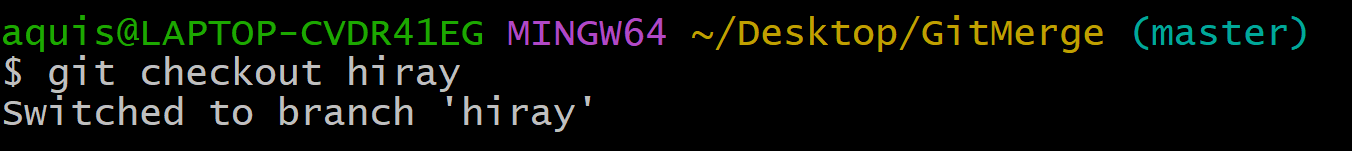 aquis@LAPTOP-CVDR41EG MINGW64 ~/Desktop/GitMerge (master)
$ git checkout hiray
Switched to branch 'hiray'